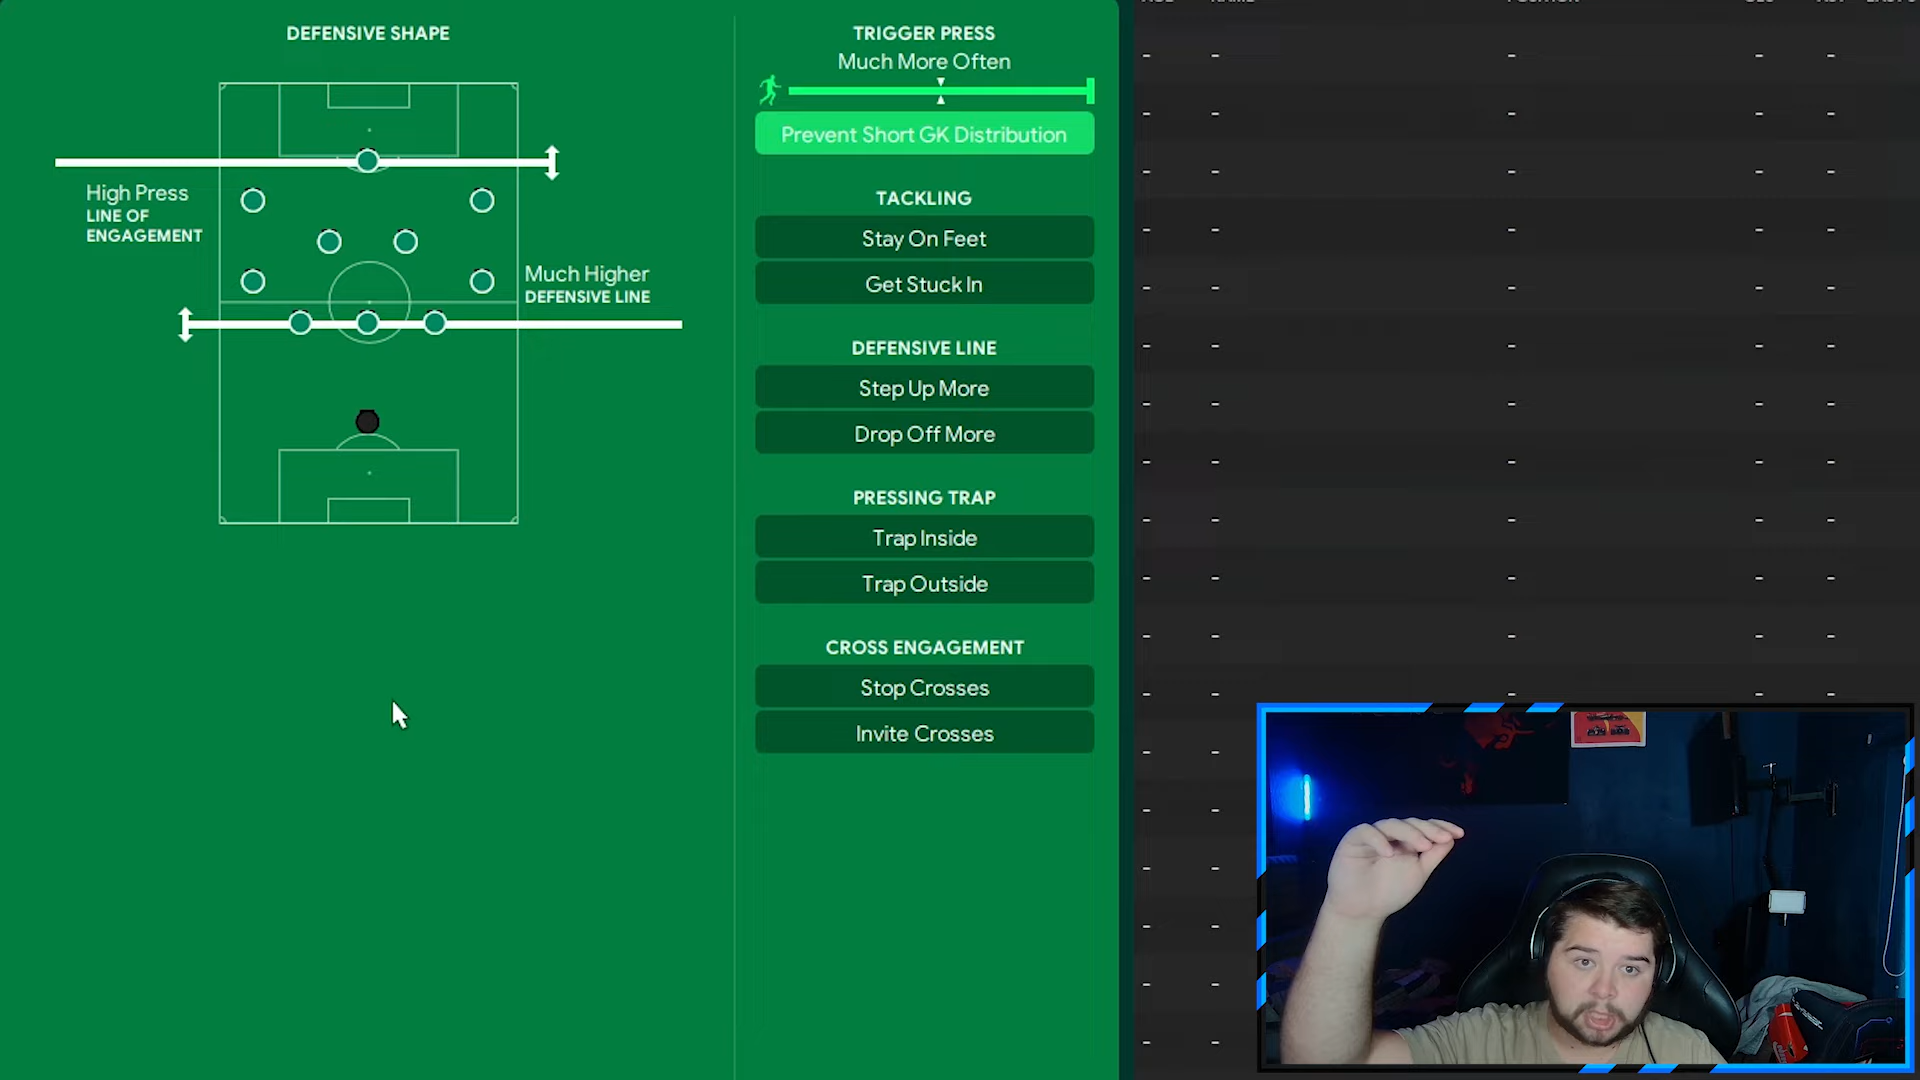 DEFENSIVE SHAPE
High Press
LINE OF
ENGAGEMENT
Much Higher
DEFENSIVE LINE
TRIGGER PRESS
Much More Often
Prevent Short GK Distribution
TACKLING
Stay On Feet
Get Stuck In
DEFENSIVE LINE
Step Up More
Drop Off More
PRESSING TRAP
Trap Inside
Trap Outside
CROSS ENGAGEMENT
Stop Crosses
Invite Crosses